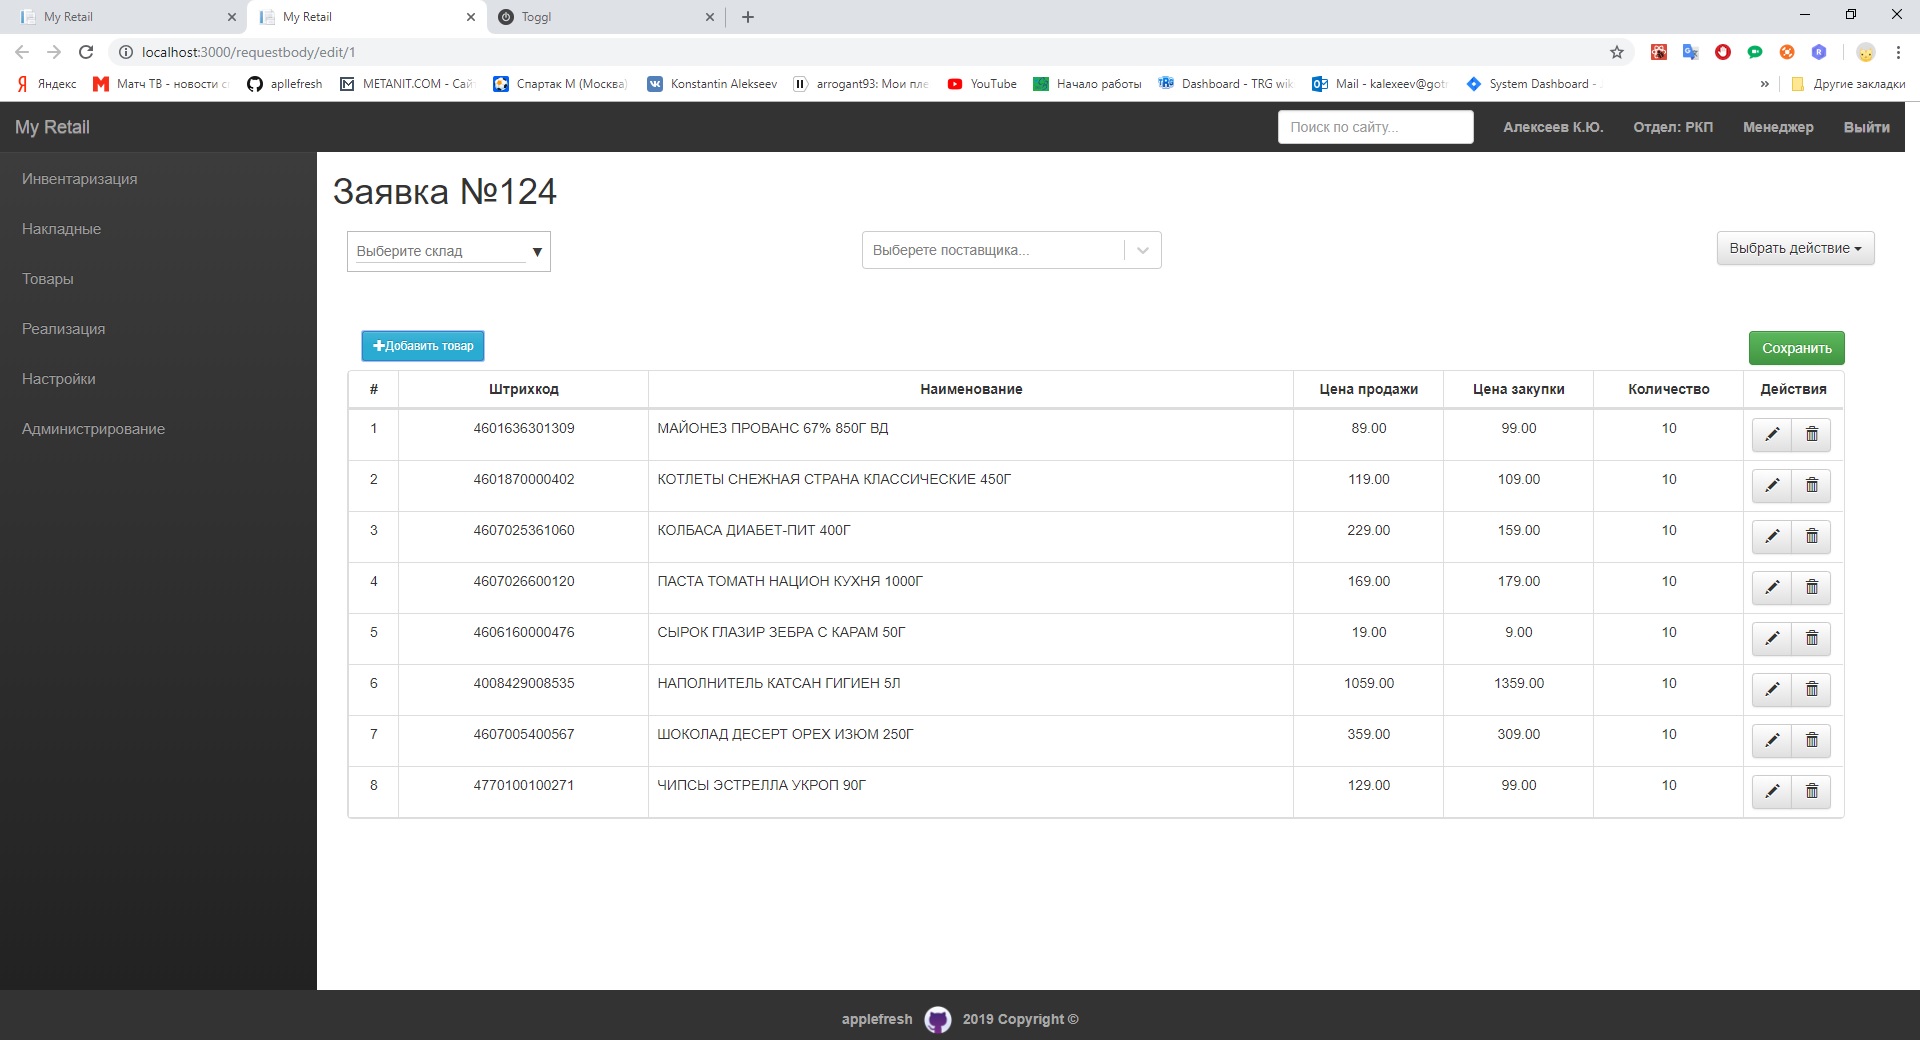 My Retail
My Retail
Toggl
localhost:3000/requestbody/edit/1
Яндекс
Матч ТВ - новости с
apllefresh
METANIT.COM - Сай
Спартак М (Москва)
Konstantin Alekseev
arrogant93: Мои пле
YouTube
Начало работы
Dashboard - TRG wik
Mail - kalexeev@got
System Dashboard -
»
Другие закладки
My Retail
Поиск по сайту...
Алексеев К.Ю.
Отдел: РКП
Менеджер
Выйти
Инвентаризация
Накладные
Товары
Реализация
Настройки
Администрирование
Заявка №124
Выберите склад
Выберете поставщика...
Выбрать действие
Добавить товар
Сохранить
# Штрихкод Наименование Цена продажи Цена закупки Количество Действия
1 4601636301309 МАЙОНЕЗ ПРОВАНС 67% 850Г ВД 89.00 99.00 10
2 4601870000402 КОТЛЕТЫ СНЕЖНАЯ СТРАНА КЛАССИЧЕСКИЕ 450Г 119.00 109.00 10
3 4607025361060 КОЛБАСА ДИАБЕТ-ПИТ 400Г 229.00 159.00 10
4 4607026600120 ПАСТА ТОМАТН НАЦИОН КУХНЯ 1000Г 169.00 179.00 10
5 4606160000476 СЫРОК ГЛАЗИР ЗЕБРА С КАРАМ 50Г 19.00 9.00 10
6 4008429008535 НАПОЛНИТЕЛЬ КАТСАН ГИГИЕН 5Л 1059.00 1359.00 10
7 4607005400567 ШОКОЛАД ДЕСЕРТ ОРЕХ ИЗЮМ 250Г 359.00 309.00 10
8 4770100100271 ЧИПСЫ ЭСТРЕЛЛА УКРОП 90Г 129.00 99.00 10
applefresh 2019 Copyright ©